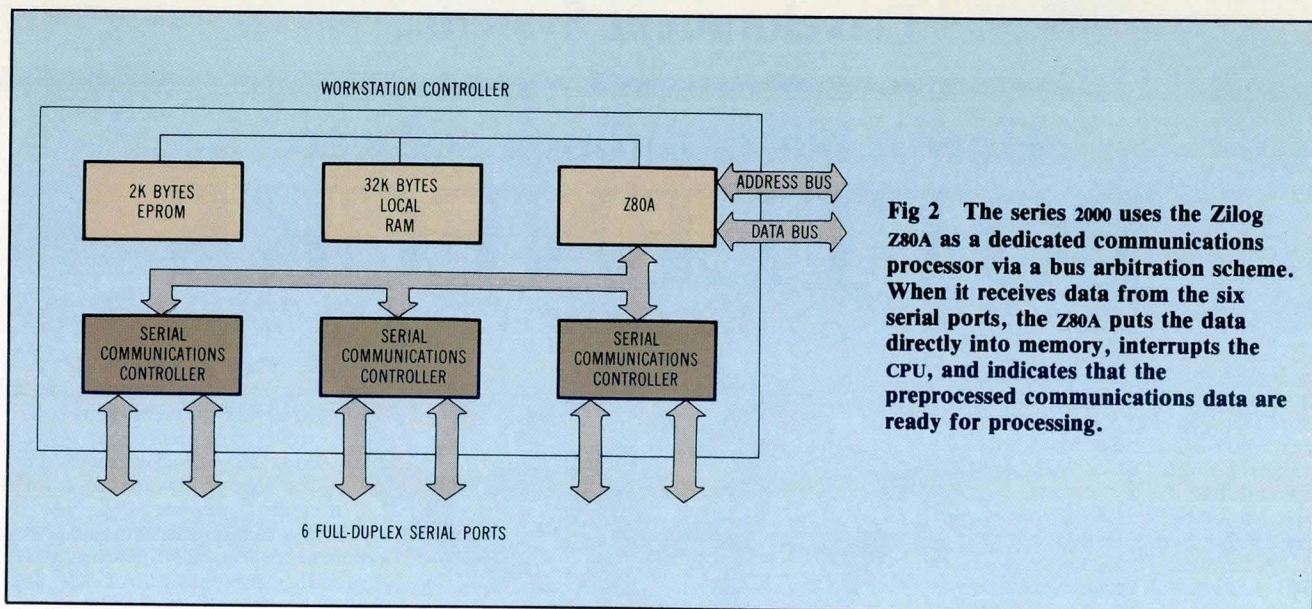 WORKSTATION CONTROLLER
2K BYTES
EPROM
32K BYTES
LOCAL
RAM
Z80A
ADDRESS BUS
DATA BUS
SERIAL
COMMUNICATIONS
CONTROLLER
SERIAL
COMMUNICATIONS
CONTROLLER
SERIAL
COMMUNICATIONS
CONTROLLER
6 FULL-DUPLEX SERIAL PORTS
Fig 2 The series 2000 uses the Zilog
Z80A as a dedicated communications
processor via a bus arbitration scheme.
When it receives data from the six
serial ports, the Z80A puts the data
directly into memory, interrupts the
CPU, and indicates that the
preprocessed communications data are
ready for processing.